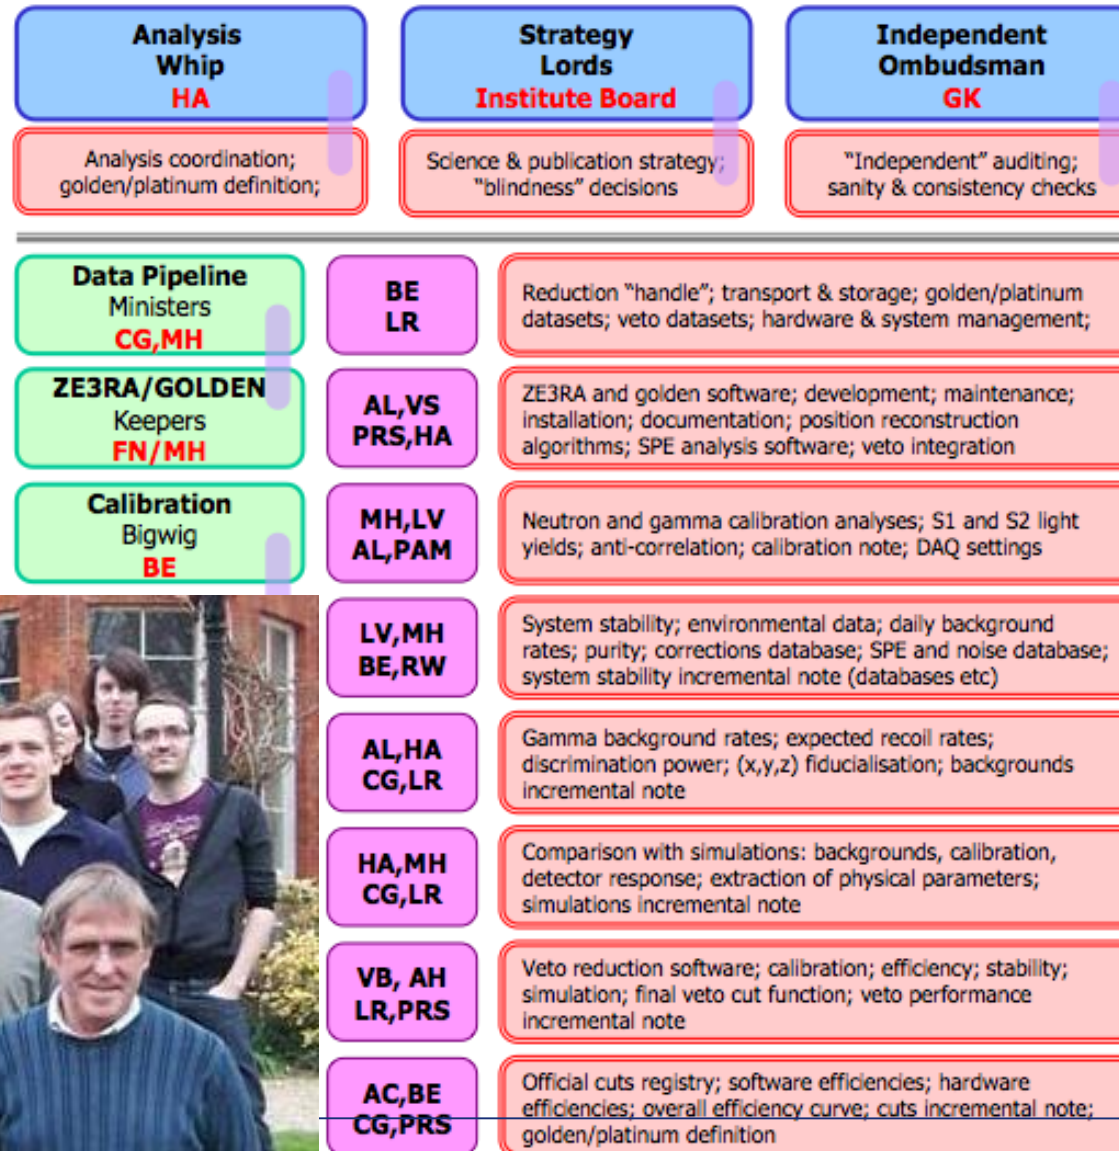 Analysis
Whip
HA
Strategy
Lords
Institute Board
Independent
Ombudsman
GK
Analysis coordination;
golden/platinum definition;
Science & publication strategy;
"blindness" decisions
"Independent" auditing;
sanity & consistency checks
Data Pipeline
Ministers
CG,MH
BE
LR
Reduction "handle"; transport & storage; golden/platinum
datasets; veto datasets; hardware & system management;
ZE3RA/GOLDEN
Keepers
FN/MH
AL,VS
PRS,HA
ZE3RA and golden software; development; maintenance;
installation; documentation; position reconstruction
algorithms; SPE analysis software; veto integration
Calibration
Bigwig
BE
MH,LV
AL,PAM
Neutron and gamma calibration analyses; S1 and S2 light
yields; anti-correlation; calibration note; DAQ settings
LV,MH
BE,RW
System stability; environmental data; daily background
rates; purity; corrections database; SPE and noise database;
system stability incremental note (databases etc)
AL,HA
CG,LR
Gamma background rates; expected recoil rates;
discrimination power; (x,y,z) fiducialisation; backgrounds
incremental note
HA,MH
CG,LR
Comparison with simulations: backgrounds, calibration,
detector response; extraction of physical parameters;
simulations incremental note
VB, AH
LR,PRS
Veto reduction software; calibration; efficiency; stability;
simulation; final veto cut function; veto performance
incremental note
AC,BE
CG,PRS
Official cuts registry; software efficiencies; hardware
efficiencies; overall efficiency curve; cuts incremental note;
golden/platinum definition